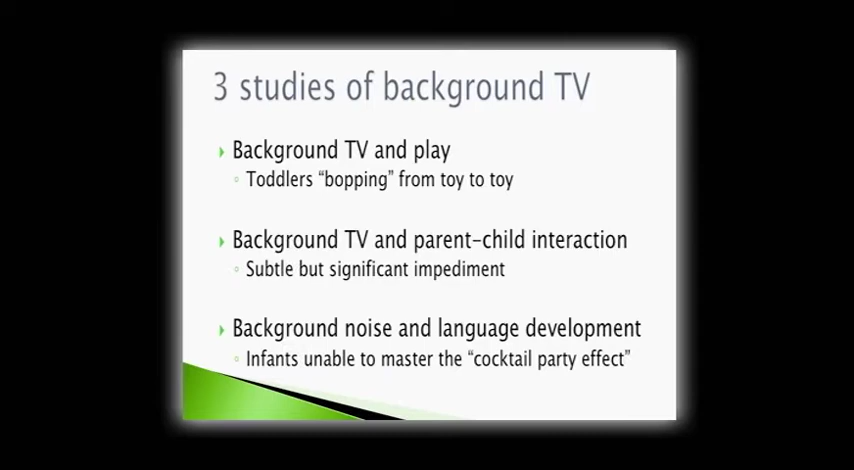 3 studies of background TV
Background TV and play
Toddlers “bopping” from toy to toy
Background TV and parent-child interaction
Subtle but significant impediment
Background noise and language development
Infants unable to master the “cocktail party effect”